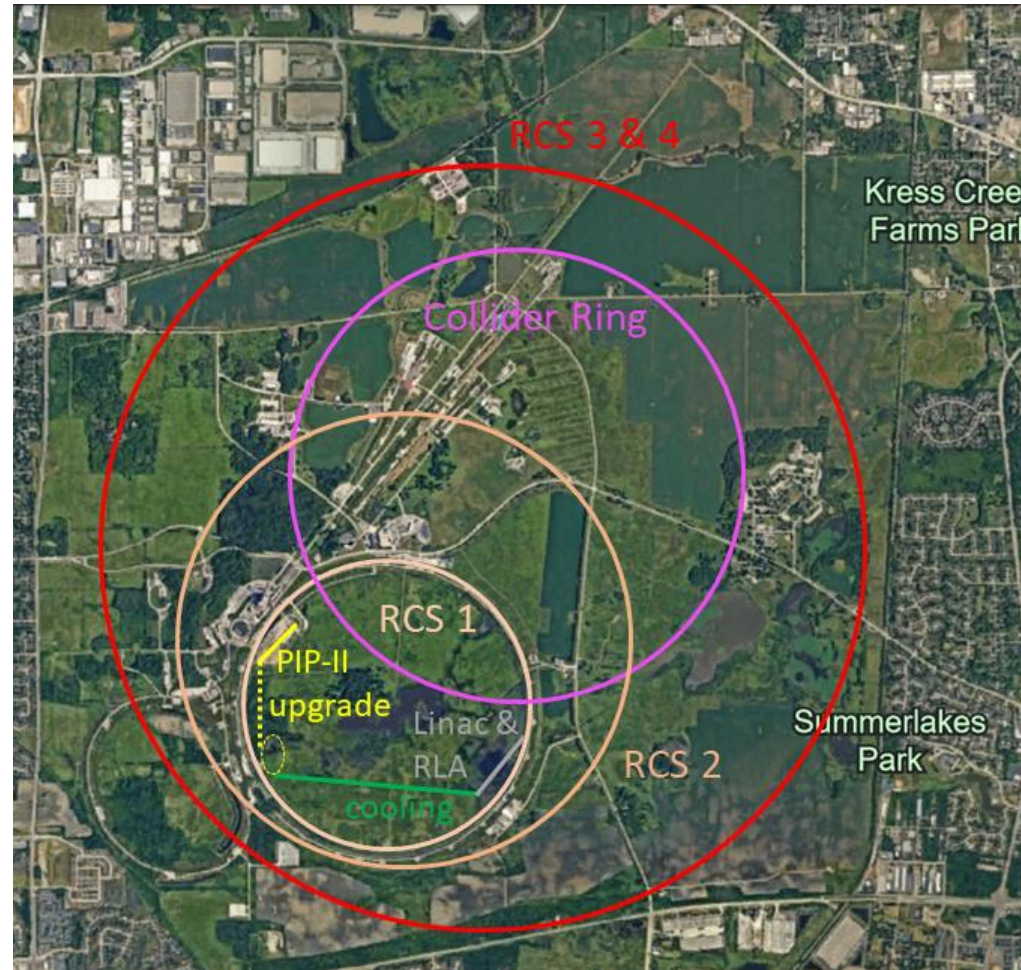 RCS 3 & 4
Kress Cree
Farms Park
Collider Ring
RCS 1
PIP-II
upgrade
Linac &
RLA
Summerlakes
Park
RCS 2
cooling